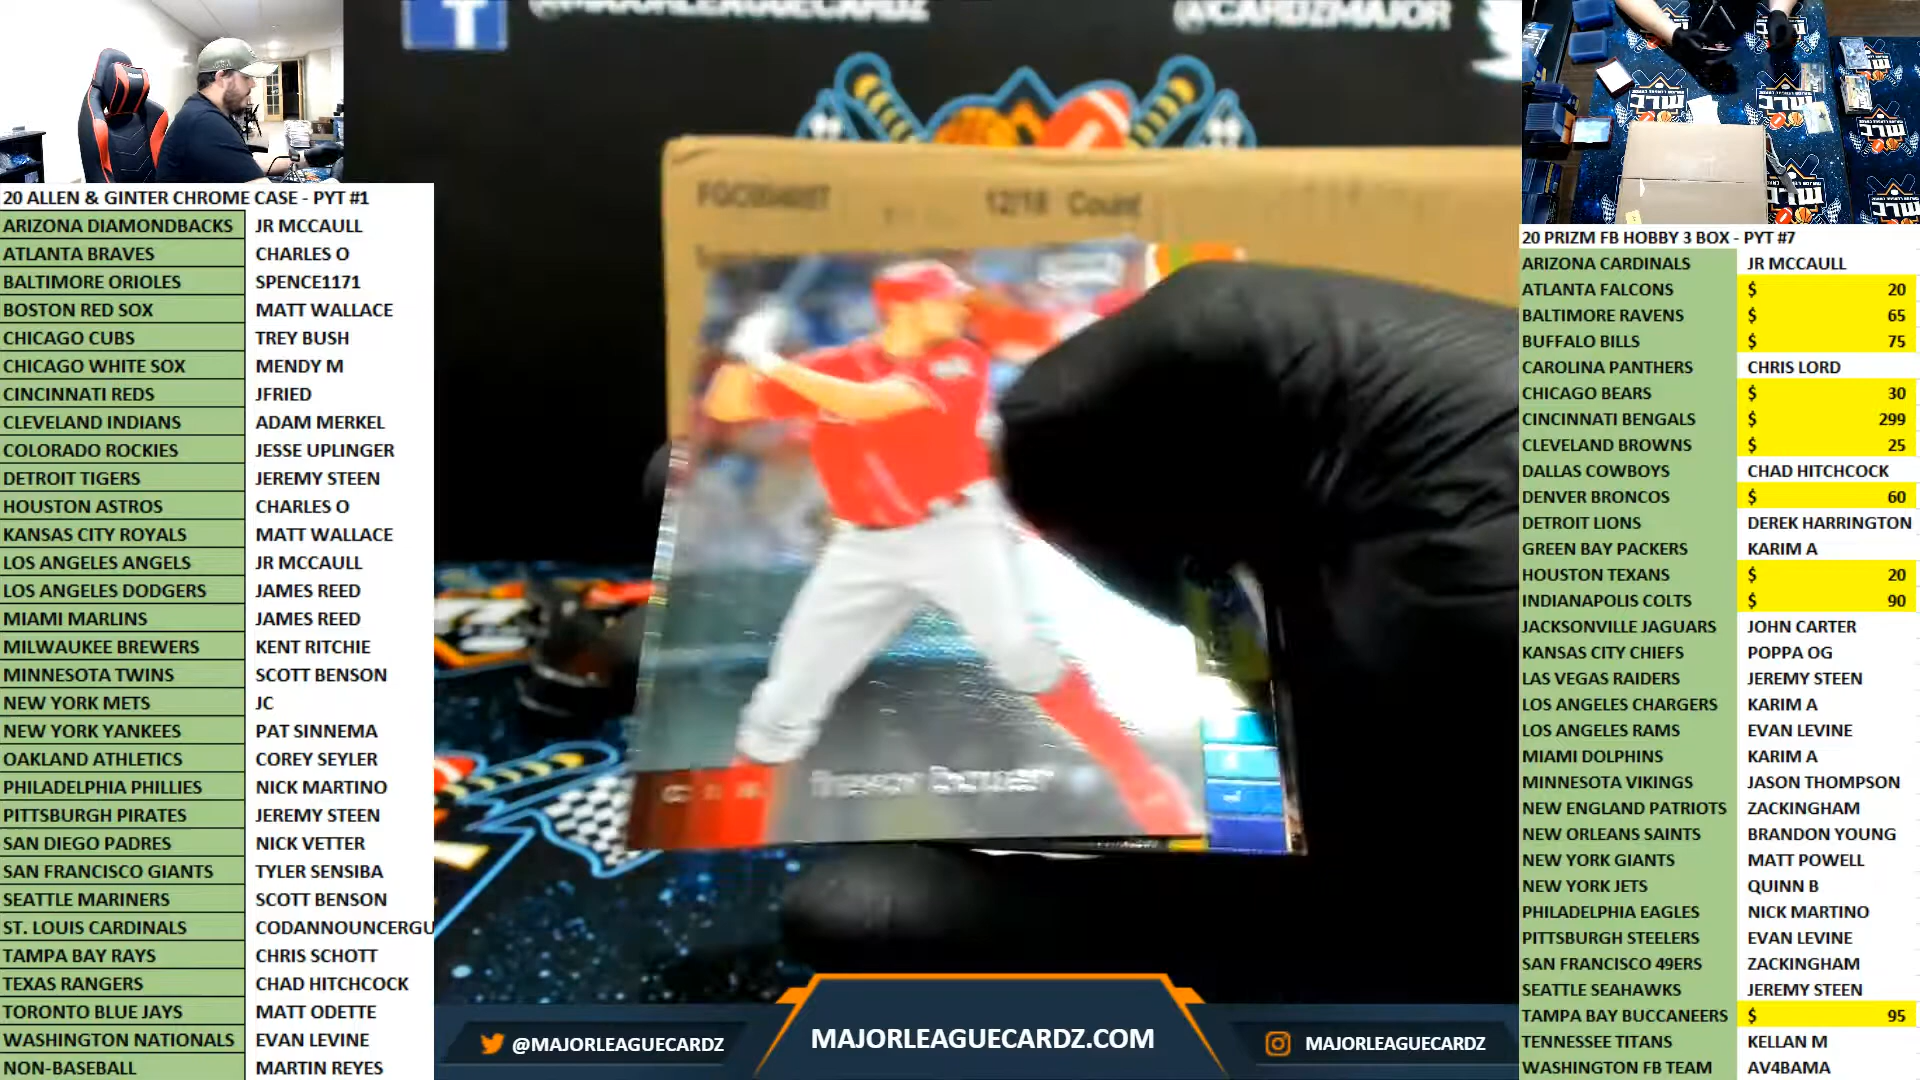 @MAJORLEAGUECARDZ
@CARDZMAJOR
12/18 Count
20 ALLEN & GINTER CHROME CASE - PYT #1
ARIZONA DIAMONDBACKS JR MCCAULL
ATLANTA BRAVES CHARLES O
BALTIMORE ORIOLES SPENCE1171
BOSTON RED SOX MATT WALLACE
CHICAGO CUBS TREY BUSH
CHICAGO WHITE SOX MENDY M
CINCINNATI REDS JFRIED
CLEVELAND INDIANS ADAM MERKEL
COLORADO ROCKIES JESSE UPLINGER
DETROIT TIGERS JEREMY STEEN
HOUSTON ASTROS CHARLES O
KANSAS CITY ROYALS MATT WALLACE
LOS ANGELES ANGELS JR MCCAULL
LOS ANGELES DODGERS JAMES REED
MIAMI MARLINS JAMES REED
MILWAUKEE BREWERS KENT RITCHIE
MINNESOTA TWINS SCOTT BENSON
NEW YORK METS JC
NEW YORK YANKEES PAT SINNEMA
OAKLAND ATHLETICS COREY SEYLER
PHILADELPHIA PHILLIES NICK MARTINO
PITTSBURGH PIRATES JEREMY STEEN
SAN DIEGO PADRES NICK VETTER
SAN FRANCISCO GIANTS TYLER SENSIBA
SEATTLE MARINERS SCOTT BENSON
ST. LOUIS CARDINALS CODANNOUNCERGU
TAMPA BAY RAYS CHRIS SCHOTT
TEXAS RANGERS CHAD HITCHCOCK
TORONTO BLUE JAYS MATT ODETTE
WASHINGTON NATIONALS EVAN LEVINE
NON-BASEBALL MARTIN REYES
@MAJORLEAGUECARDZ
MAJORLEAGUECARDZ.COM
MAJORLEAGUECARDZ
20 PRIZM FB HOBBY 3 BOX - PYT #7
ARIZONA CARDINALS JR MCCAULL
ATLANTA FALCONS $ 20
BALTIMORE RAVENS $ 65
BUFFALO BILLS $ 75
CAROLINA PANTHERS CHRIS LORD
CHICAGO BEARS $ 30
CINCINNATI BENGALS $ 299
CLEVELAND BROWNS $ 25
DALLAS COWBOYS CHAD HITCHCOCK
DENVER BRONCOS $ 60
DETROIT LIONS DEREK HARRINGTON
GREEN BAY PACKERS KARIM A
HOUSTON TEXANS $ 20
INDIANAPOLIS COLTS $ 90
JACKSONVILLE JAGUARS JOHN CARTER
KANSAS CITY CHIEFS POPPA OG
LAS VEGAS RAIDERS JEREMY STEEN
LOS ANGELES CHARGERS KARIM A
LOS ANGELES RAMS EVAN LEVINE
MIAMI DOLPHINS KARIM A
MINNESOTA VIKINGS JASON THOMPSON
NEW ENGLAND PATRIOTS ZACKINGHAM
NEW ORLEANS SAINTS BRANDON YOUNG
NEW YORK GIANTS MATT POWELL
NEW YORK JETS QUINN B
PHILADELPHIA EAGLES NICK MARTINO
PITTSBURGH STEELERS EVAN LEVINE
SAN FRANCISCO 49ERS ZACKINGHAM
SEATTLE SEAHAWKS JEREMY STEEN
TAMPA BAY BUCCANEERS $ 95
TENNESSEE TITANS KELLAN M
WASHINGTON FB TEAM AV4BAMA